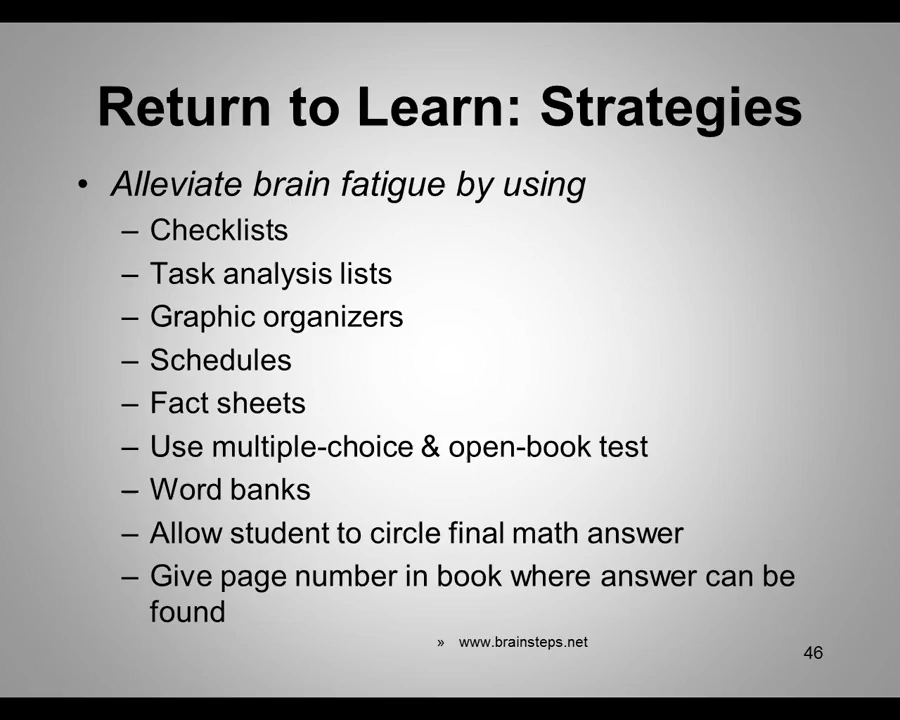 Return to Learn: Strategies
• Alleviate brain fatigue by using
– Checklists
– Task analysis lists
– Graphic organizers
– Schedules
– Fact sheets
– Use multiple-choice & open-book test
– Word banks
– Allow student to circle final math answer
– Give page number in book where answer can be
found
» www.brainsteps.net
46